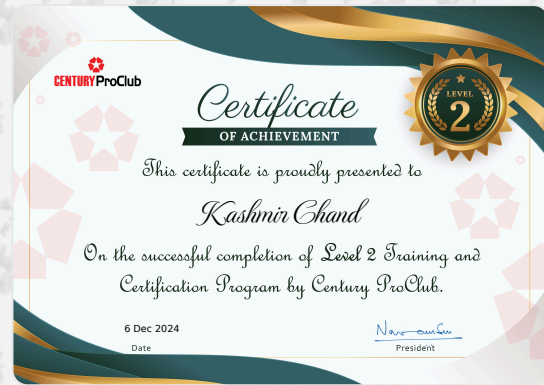 CENTURY ProClub
LEVEL
2
Certificate
OF ACHIEVEMENT
This certificate is proudly presented to
Kashmir Chand
On the successful completion of Level 2 Training and
Certification Program by Century ProClub.
6 Dec 2024
Date
President